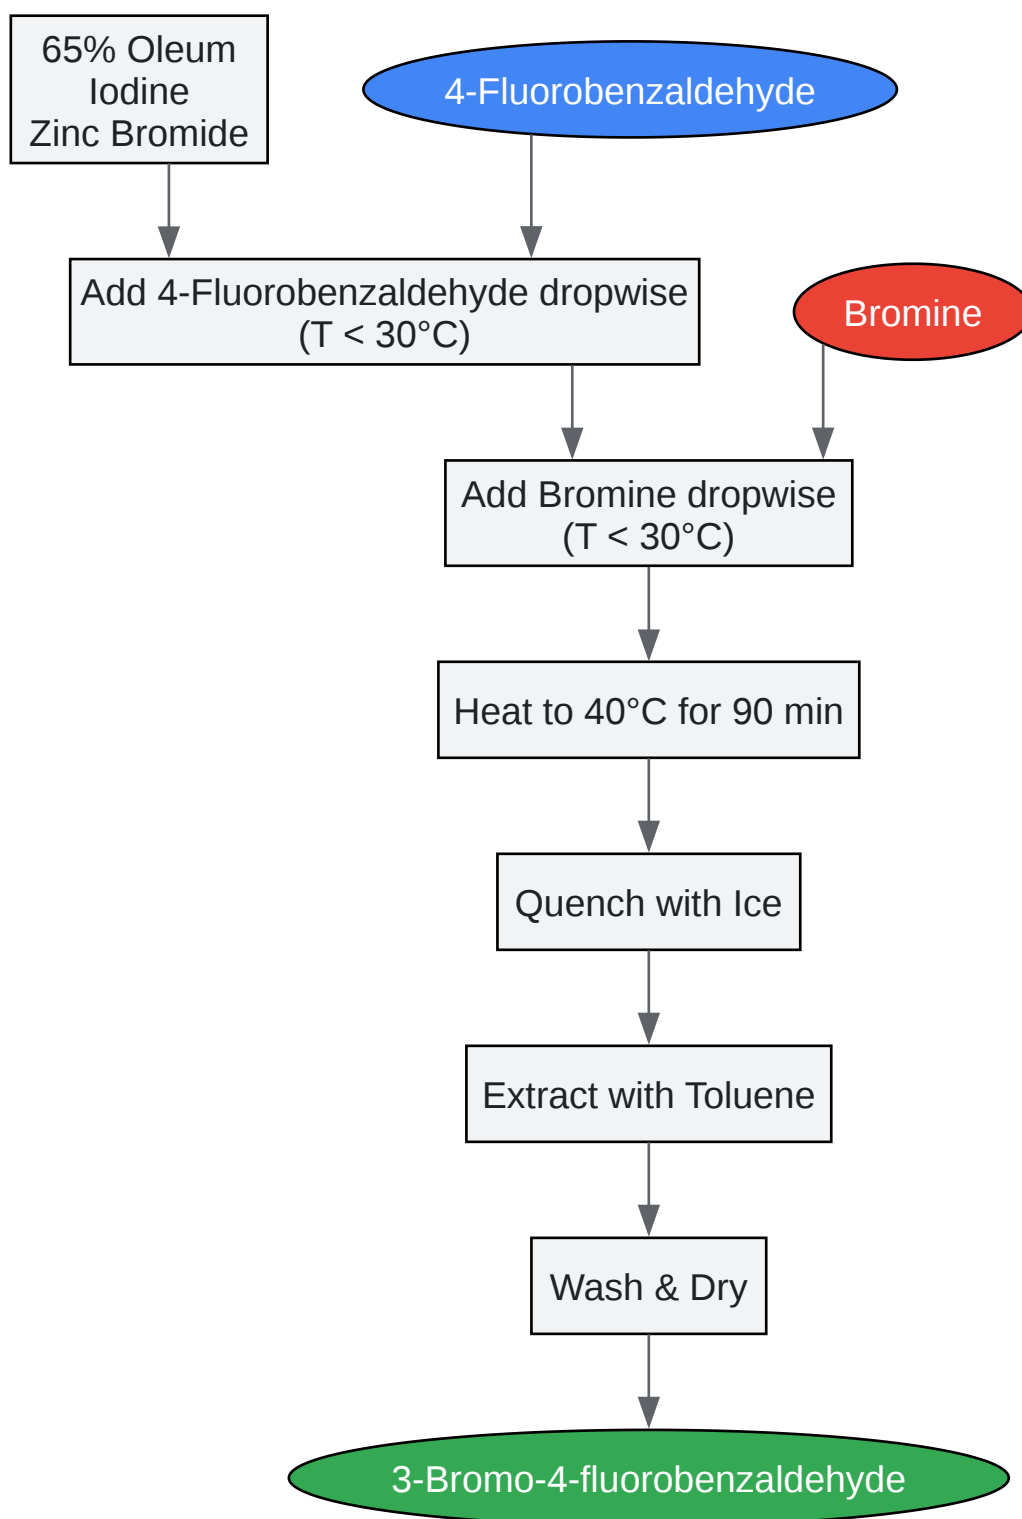 65% Oleum
Iodine
Zinc Bromide
4-Fluorobenzaldehyde
Add 4-Fluorobenzaldehyde dropwise
(T < 30°C)
Bromine
Add Bromine dropwise
(T < 30°C)
Heat to 40°C for 90 min
Quench with Ice
Extract with Toluene
Wash & Dry
3-Bromo-4-fluorobenzaldehyde